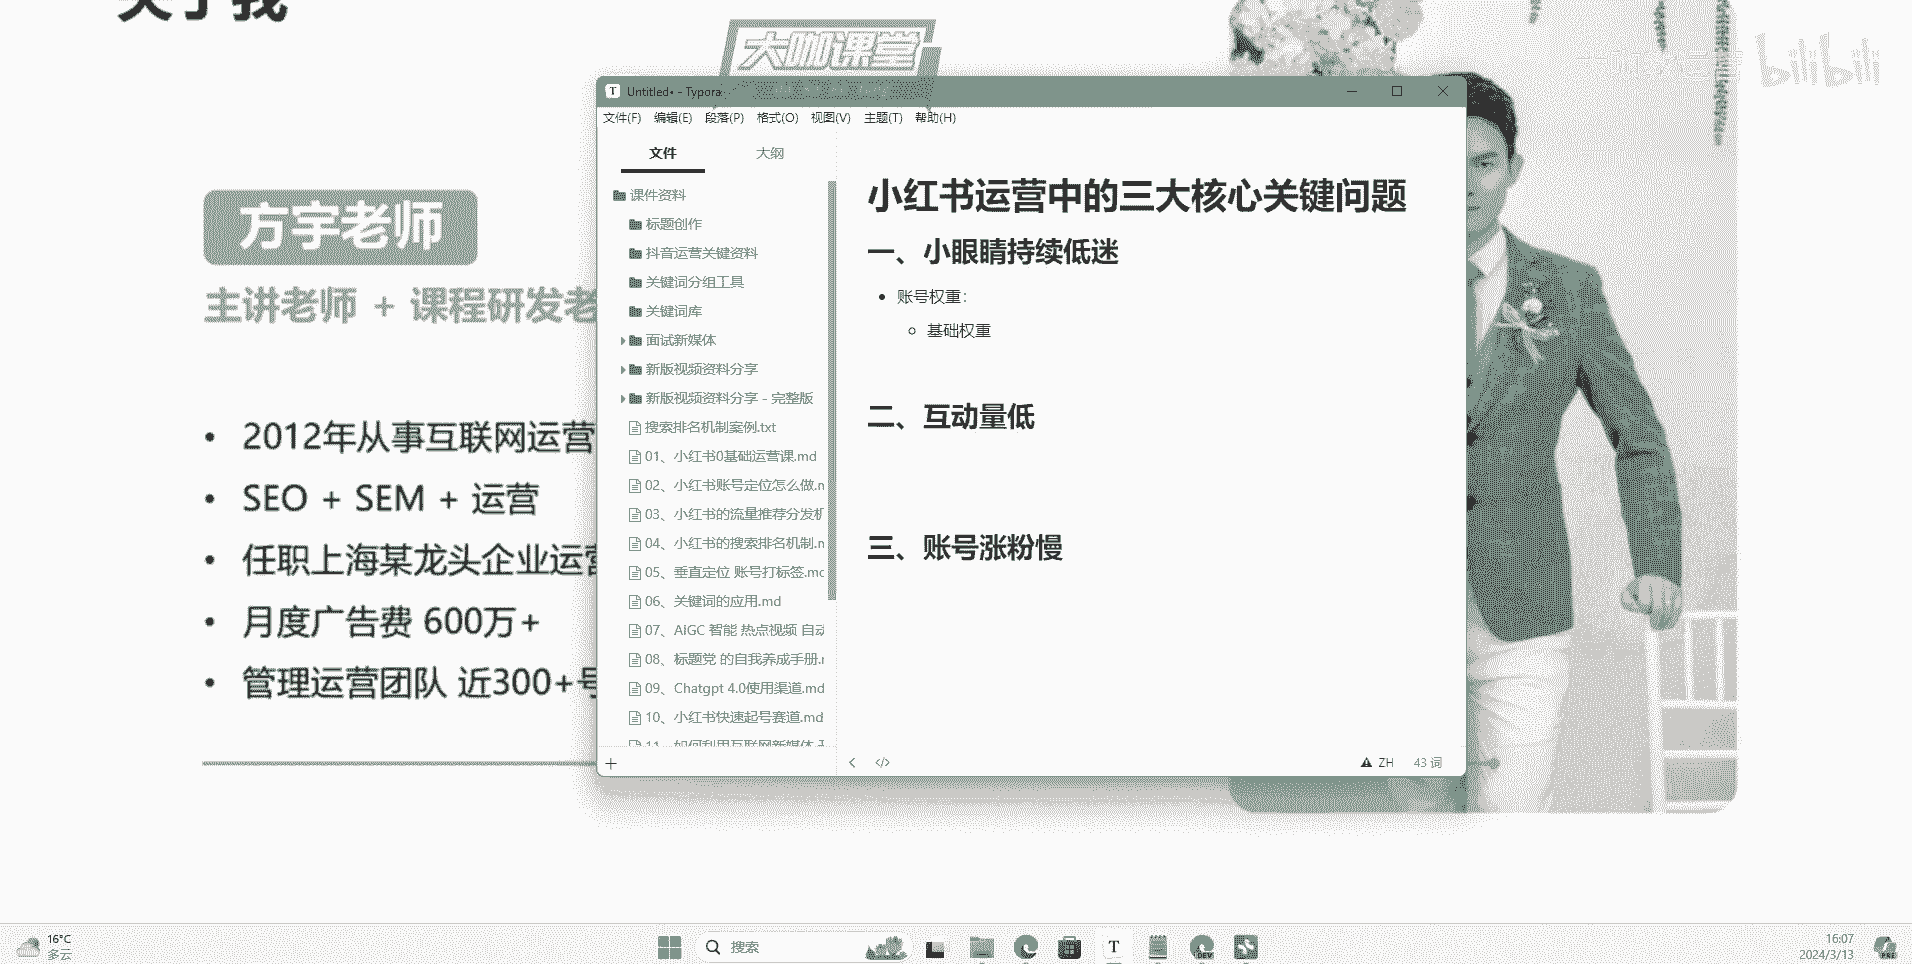 关于我
大咖课堂
bilibili
方宇老师
主讲老师 + 课程研发老
2012年从事互联网运营
SEO + SEM + 运营
任职上海某龙头企业运营
月度广告费 600万+
管理运营团队 近300+号
Untitled• - Typora
文件(F) 编辑(E) 段落(P) 格式(O) 视图(V) 主题(T) 帮助(H)
文件 大纲
课件资料
标题创作
抖音运营关键资料
关键词分组工具
关键词库
面试新媒体
新版视频资料分享
新版视频资料分享 - 完整版
搜索排名机制案例.txt
01、小红书0基础运营课.md
02、小红书账号定位怎么做.m
03、小红书的流量推荐分发机
04、小红书的搜索排名机制.m
05、垂直定位 账号打标签.md
06、关键词的应用.md
07、AIGC 智能 热点视频 自动
08、标题党 的自我养成手册.m
09、Chatgpt 4.0使用渠道.md
10、小红书快速起号赛道.md
11、如何利用互联网新媒体
小红书运营中的三大核心关键问题
一、小眼睛持续低迷
账号权重：
基础权重
二、互动量低
三、账号涨粉慢
ZH 43 词
16°C
多云
搜索
16:07
2024/3/13